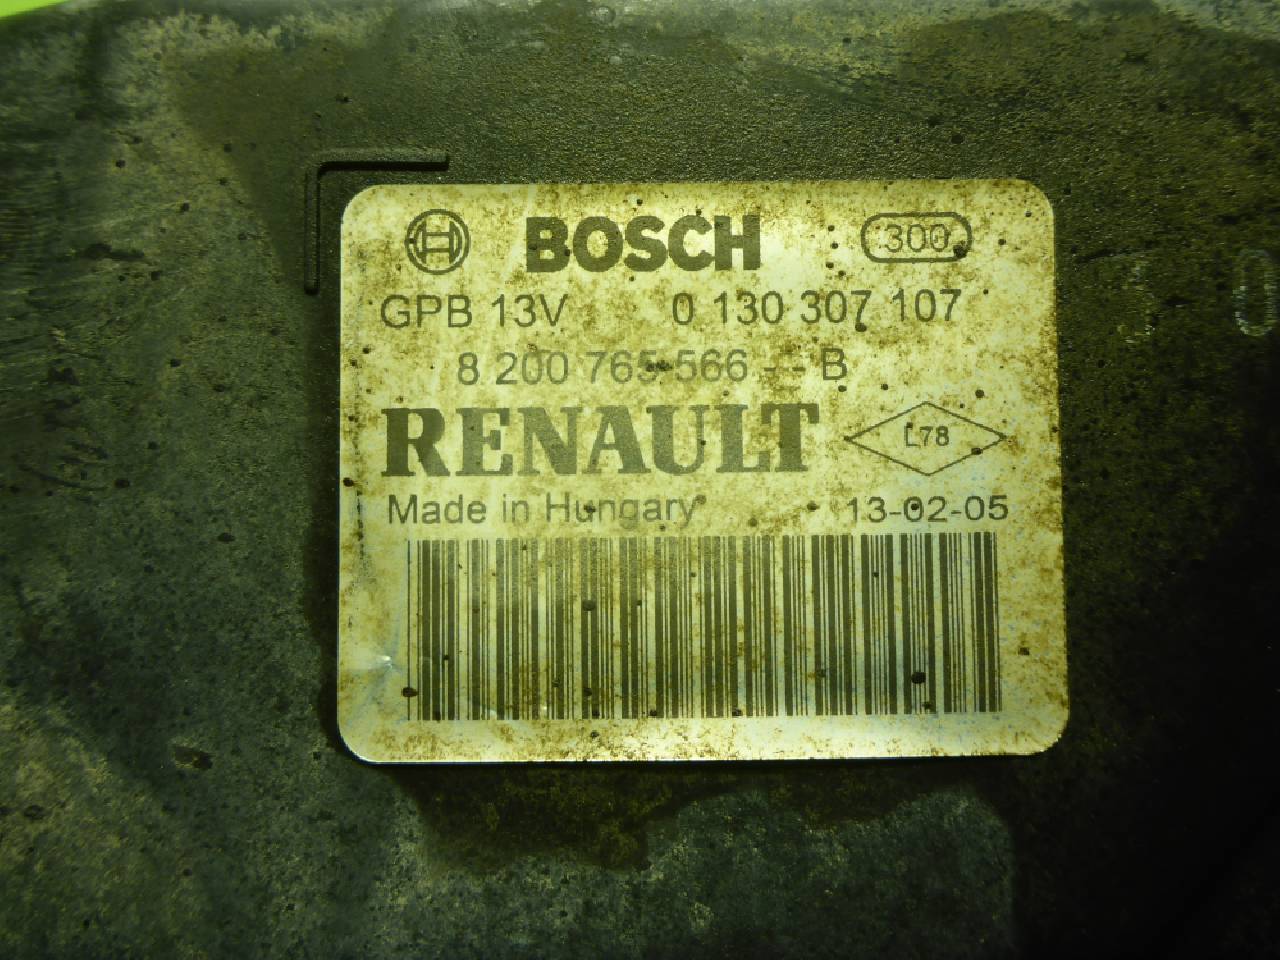 BOSCH 300
GPB 13V 0 130 307 107
8 200 765 566 - - B
RENAULT L78
Made in Hungary 13-02-05